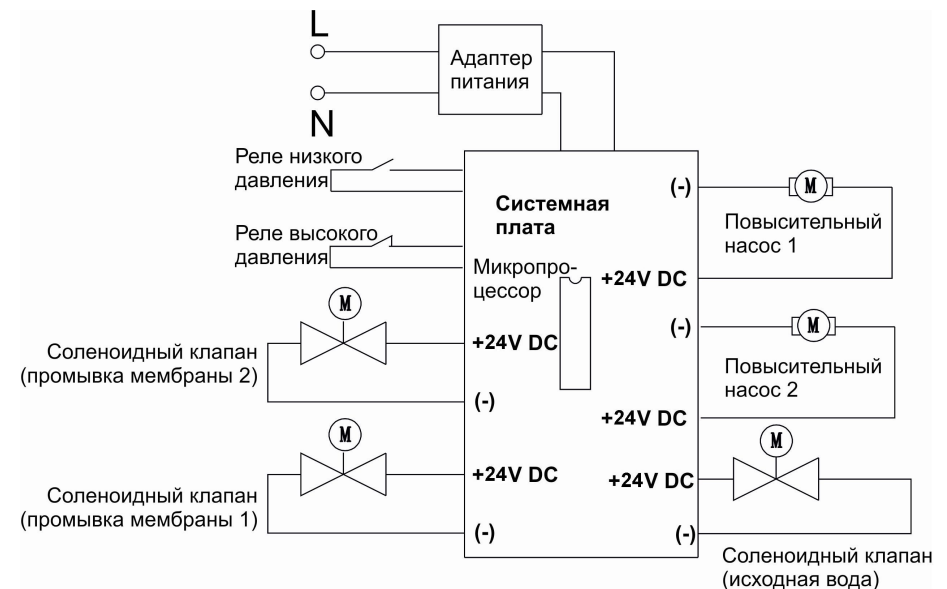 L
Адаптер
питания
N
Реле низкого
давления
(-)
M
Системная
плата
Повысительный
насос 1
Реле высокого
давления
Микропро-
цессор
+24V DC
M
+24V DC
(-)
M
Соленоидный клапан
(промывка мембраны 2)
Повысительный
насос 2
(-)
+24V DC
M
M
+24V DC
+24V DC
Соленоидный клапан
(промывка мембраны 1)
(-)
(-)
Соленоидный клапан
(исходная вода)